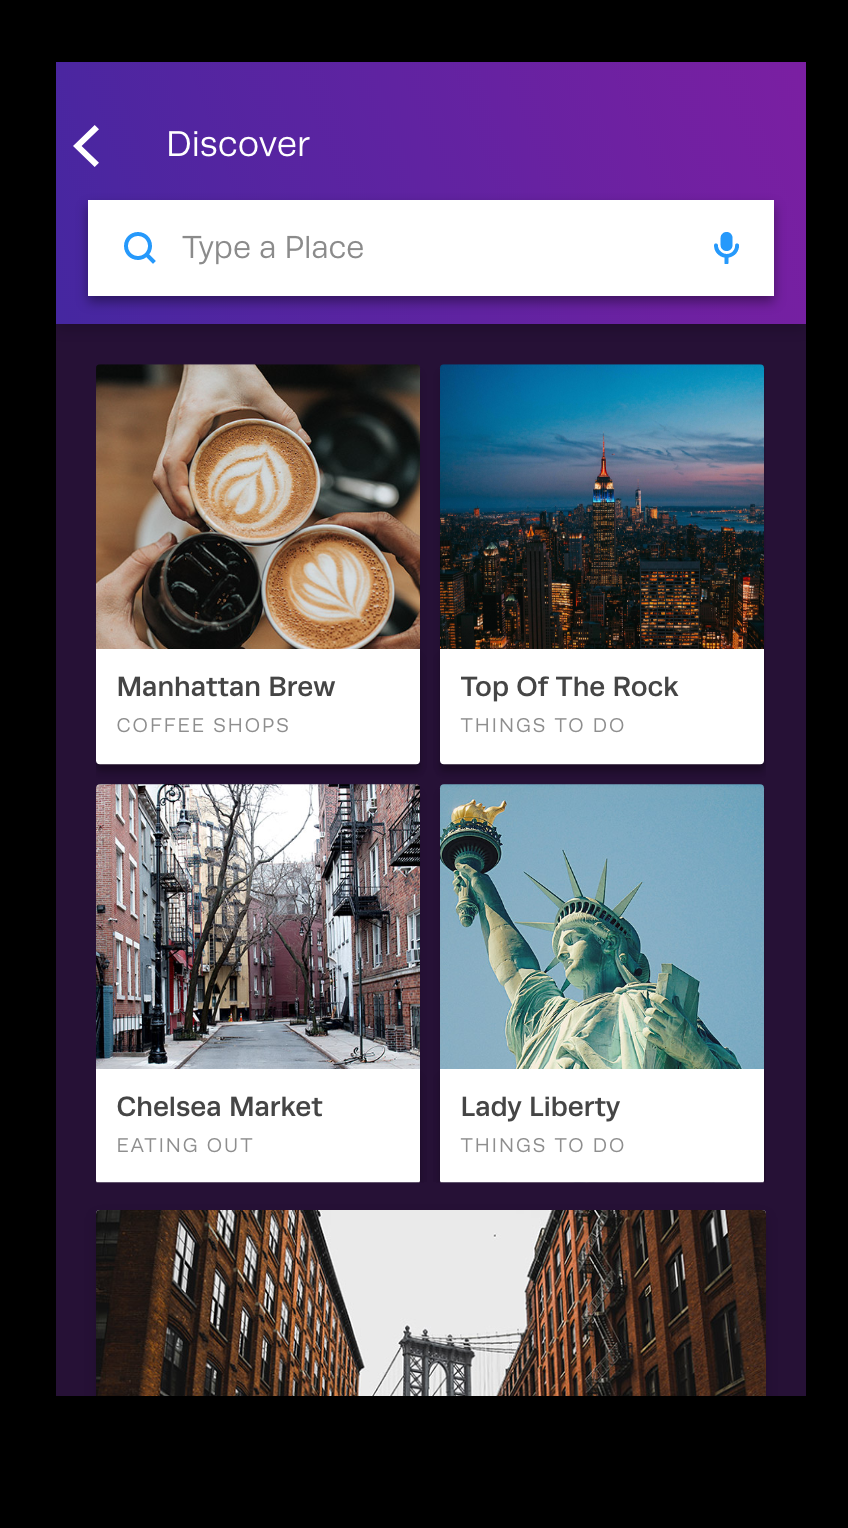 Discover
Type a Place
Manhattan Brew
COFFEE SHOPS
Top Of The Rock
THINGS TO DO
Chelsea Market
EATING OUT
Lady Liberty
THINGS TO DO